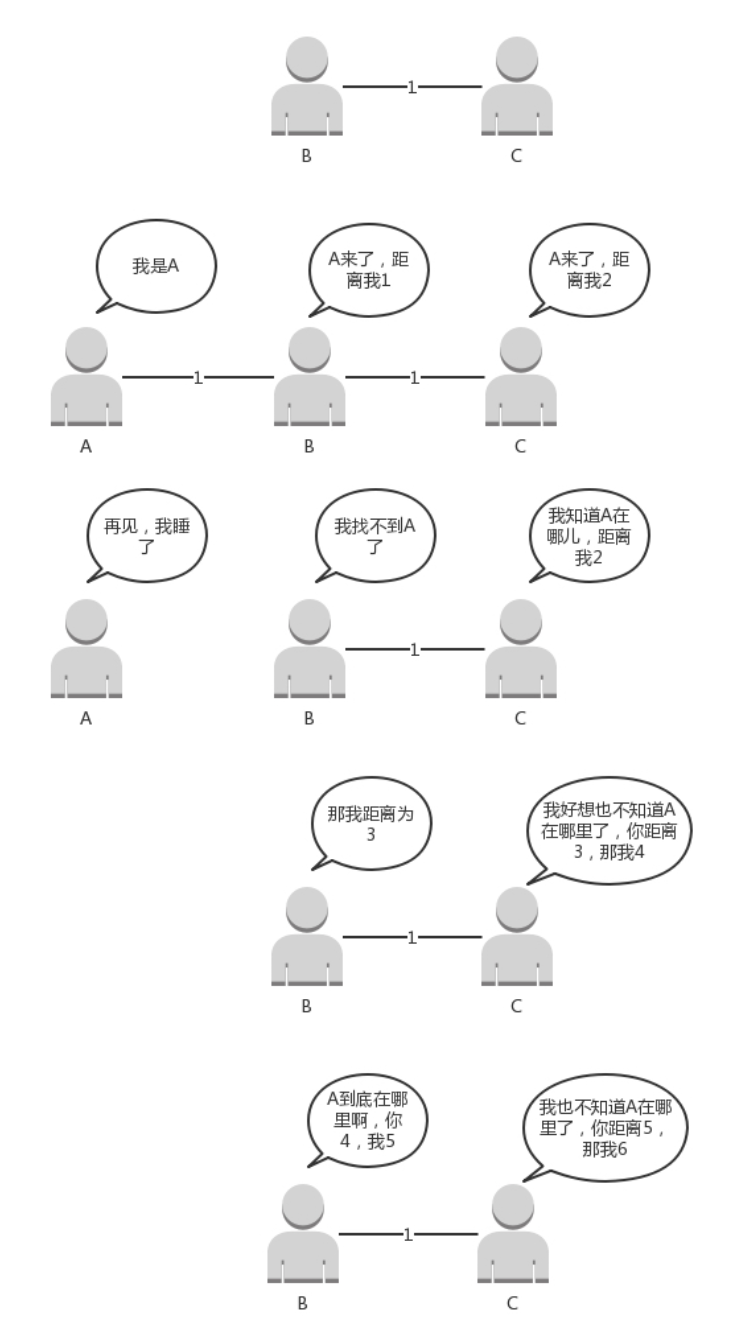 1
B
C
我是A
A来了，距
离我1
A来了，距
离我2
1
1
A
B
C
再见，我睡
了
我找不到A
了
我知道A在
哪儿，距离
我2
1
A
B
C
那我距离为
3
我好想也不知道A
在哪里了，你距离
3，那我4
1
B
C
A到底在哪
里啊，你
4，我5
我也不知道A在哪
里了，你距离5，
那我6
1
B
C